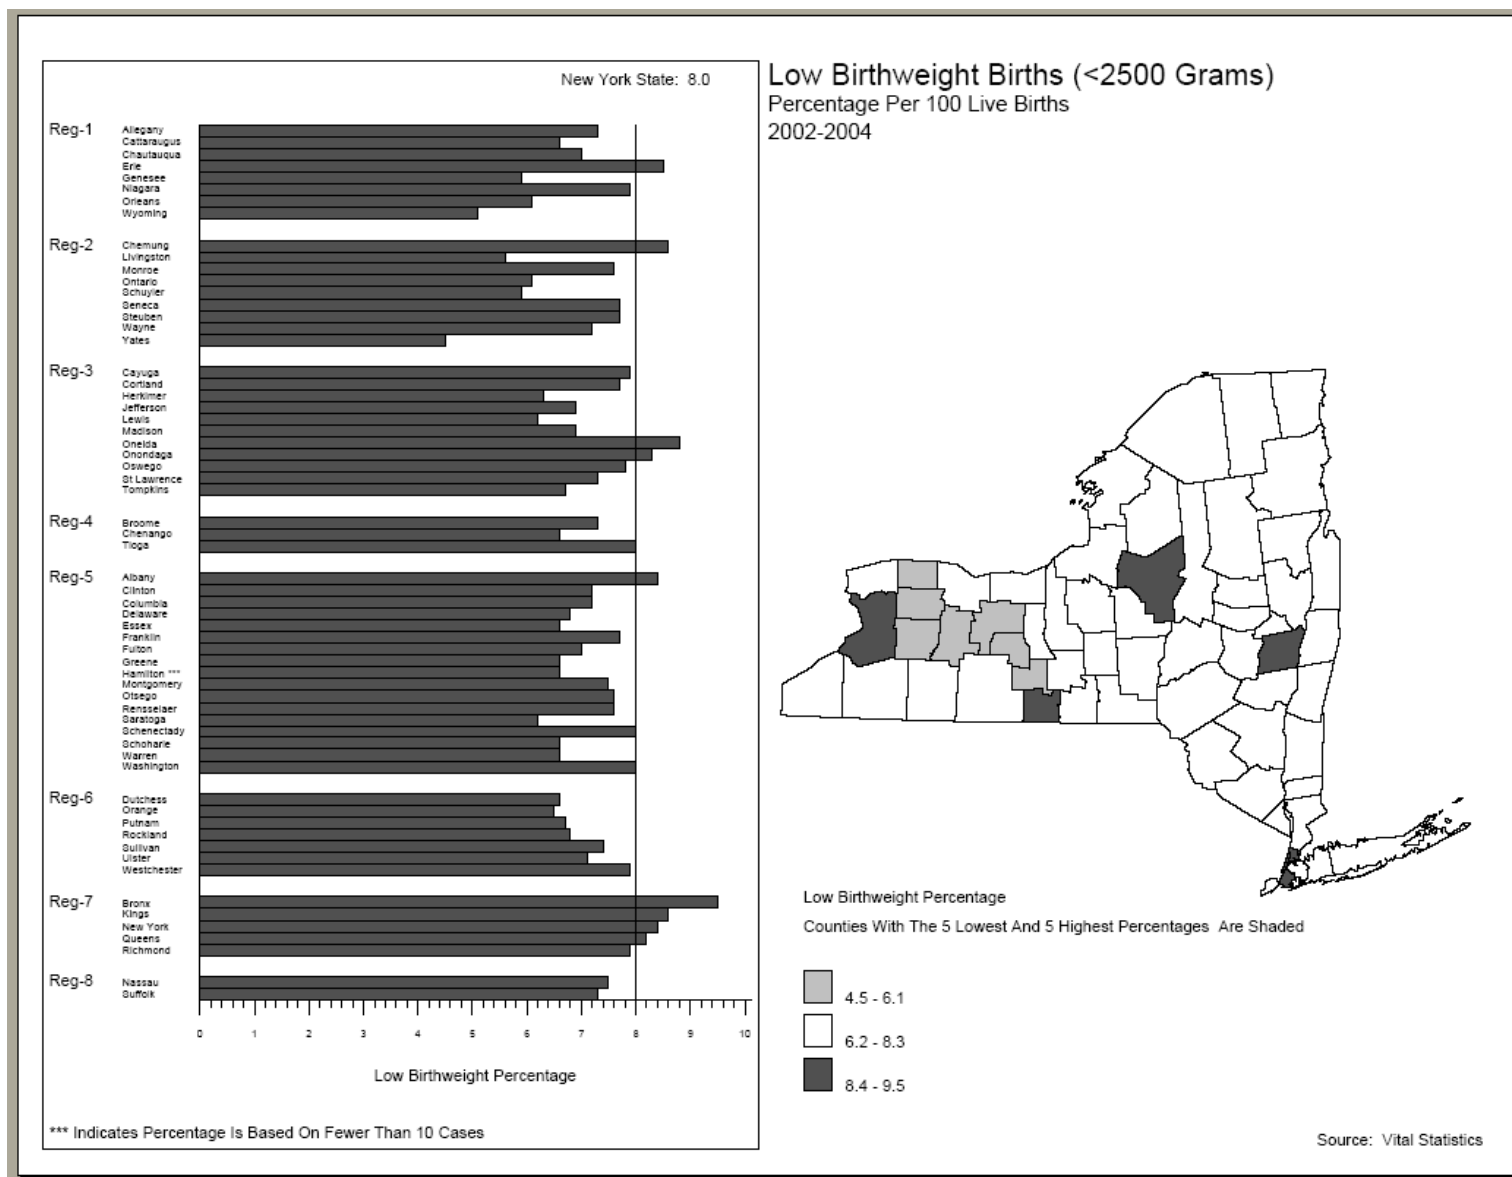 New York State: 8.0
Low Birthweight Births (<2500 Grams)
Percentage Per 100 Live Births
2002-2004
Reg-1
Allegany
Cattaraugus
Chautauqua
Erie
Genesee
Niagara
Orleans
Wyoming
Reg-2
Chemung
Livingston
Monroe
Ontario
Schuyler
Seneca
Steuben
Wayne
Yates
Reg-3
Cayuga
Cortland
Herkimer
Jefferson
Lewis
Madison
Oneida
Onondaga
Oswego
St Lawrence
Tompkins
Reg-4
Broome
Chenango
Tioga
Reg-5
Albany
Clinton
Columbia
Delaware
Essex
Franklin
Fulton
Greene
Hamilton ***
Montgomery
Otsego
Rensselaer
Saratoga
Schenectady
Schoharie
Warren
Washington
Reg-6
Dutchess
Orange
Putnam
Rockland
Sullivan
Ulster
Westchester
Reg-7
Bronx
Kings
New York
Queens
Richmond
Reg-8
Nassau
Suffolk
0 1 2 3 4 5 6 7 8 9 10
Low Birthweight Percentage
*** Indicates Percentage Is Based On Fewer Than 10 Cases
Low Birthweight Percentage
Counties With The 5 Lowest And 5 Highest Percentages Are Shaded
4.5 - 6.1
6.2 - 8.3
8.4 - 9.5
Source: Vital Statistics